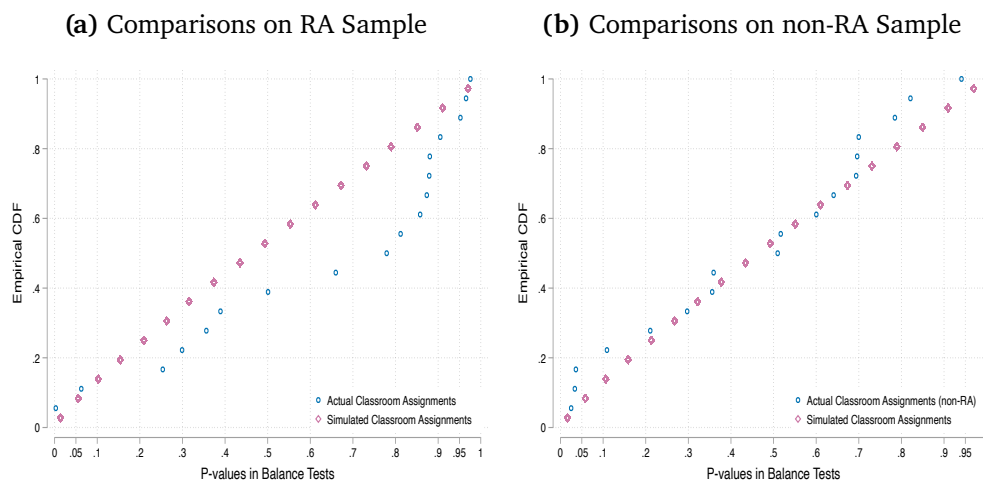 (a) Comparisons on RA Sample
1
.8
.6
.4
.2
0
Empirical CDF
Actual Classroom Assignments
Simulated Classroom Assignments
0 .05 .1 .2 .3 .4 .5 .6 .7 .8 .9 .95 1
P-values in Balance Tests
(b) Comparisons on non-RA Sample
1
.8
.6
.4
.2
0
Empirical CDF
Actual Classroom Assignments (non-RA)
Simulated Classroom Assignments
0 .05 .1 .2 .3 .4 .5 .6 .7 .8 .9 .95
P-values in Balance Tests